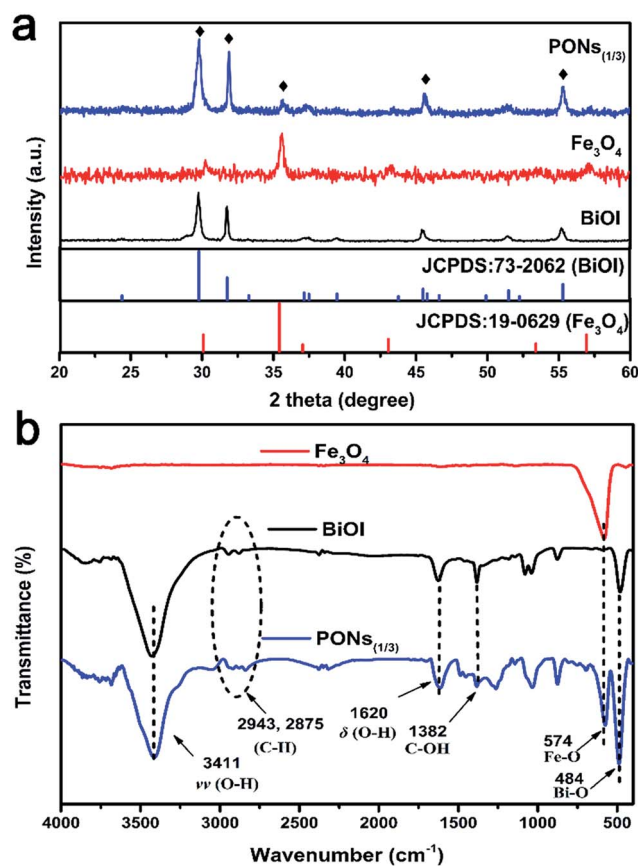 a
Intensity (a.u.)
PONs(1/3)
Fe3O4
BiOI
JCPDS:73-2062 (BiOI)
JCPDS:19-0629 (Fe3O4)
20 25 30 35 40 45 50 55 60
2 theta (degree)
b
Transmittance (%)
Fe3O4
BiOI
PONs(1/3)
3411
νν (O-H)
2943, 2875
(C-H)
1620
δ (O-H)
1382
C-OH
574
Fe-O
484
Bi-O
4000 3500 3000 2500 2000 1500 1000 500
Wavenumber (cm-1)